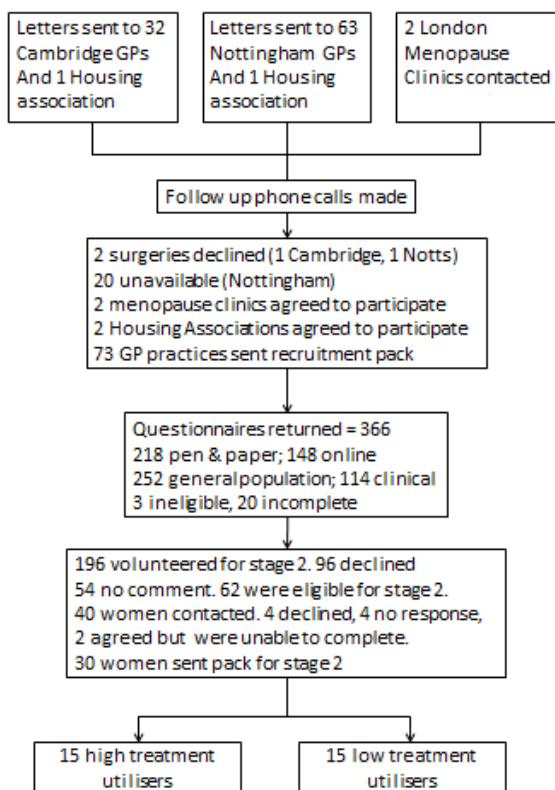 Letters sent to 32
Cambridge GPs
And 1 Housing
association
Letters sent to 63
Nottingham GPs
And 1 Housing
association
2 London
Menopause
Clinics contacted
Follow up phone calls made
2 surgeries declined (1 Cambridge, 1 Notts)
20 unavailable (Nottingham)
2 menopause clinics agreed to participate
2 Housing Associations agreed to participate
73 GP practices sent recruitment pack
Questionnaires returned = 366
218 pen & paper; 148 online
252 general population; 114 clinical
3 ineligible, 20 incomplete
196 volunteered for stage 2. 96 declined
54 no comment. 62 were eligible for stage 2.
40 women contacted. 4 declined, 4 no response,
2 agreed but were unable to complete.
30 women sent pack for stage 2
15 high treatment
utilisers
15 low treatment
utilisers